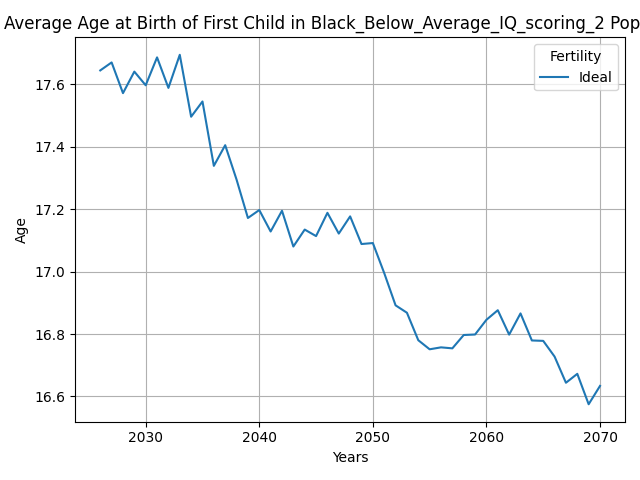 Average Age at Birth of First Child in Black_Below_Average_IQ_scoring_2 Pop
Fertility
Ideal
17.6
17.4
17.2
17.0
16.8
16.6
Age
2030 2040 2050 2060 2070
Years